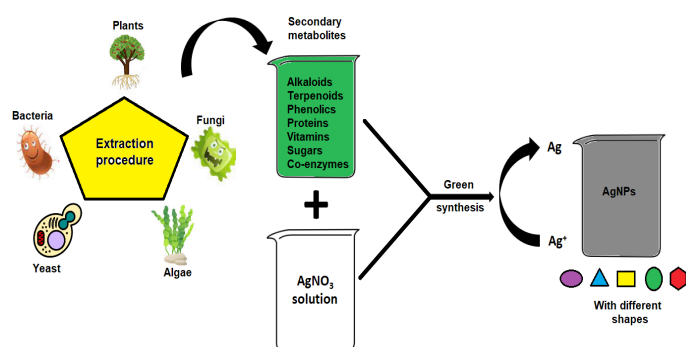 Plants
Bacteria
Fungi
Extraction
procedure
Yeast
Algae
Secondary
metabolites
Alkaloids
Terpenoids
Phenolics
Proteins
Vitamins
Sugars
Co-enzymes
+
AgNO₃
solution
Green
synthesis
Ag
Ag⁺
AgNPs
With different
shapes